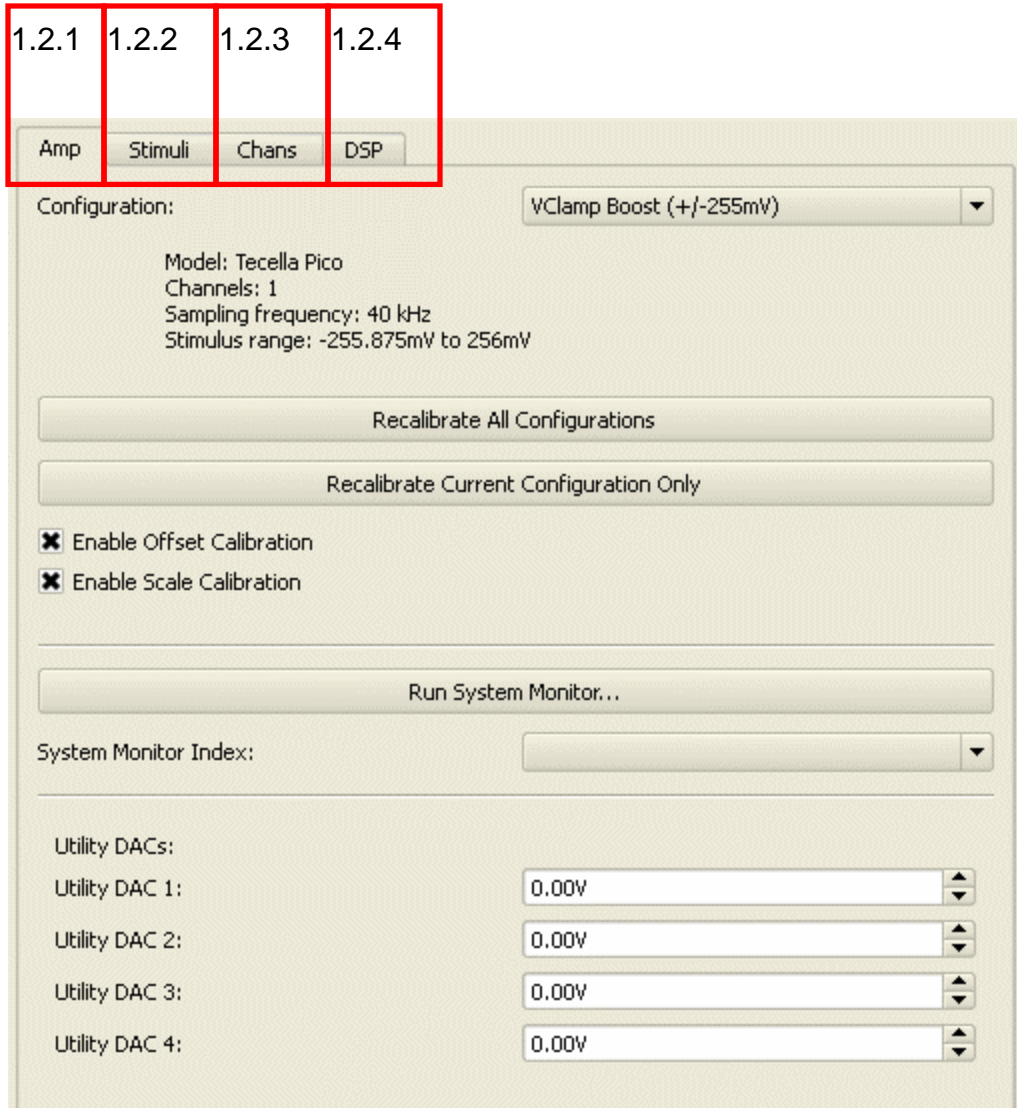 1.2.1 1.2.2 1.2.3 1.2.4
Amp Stimuli Chans DSP
Configuration: VClamp Boost (+/-255mV)
Model: Tecella Pico
Channels: 1
Sampling frequency: 40 kHz
Stimulus range: -255.875mV to 256mV
Recalibrate All Configurations
Recalibrate Current Configuration Only
Enable Offset Calibration
Enable Scale Calibration
Run System Monitor...
System Monitor Index:
Utility DACs:
Utility DAC 1: 0.00V
Utility DAC 2: 0.00V
Utility DAC 3: 0.00V
Utility DAC 4: 0.00V